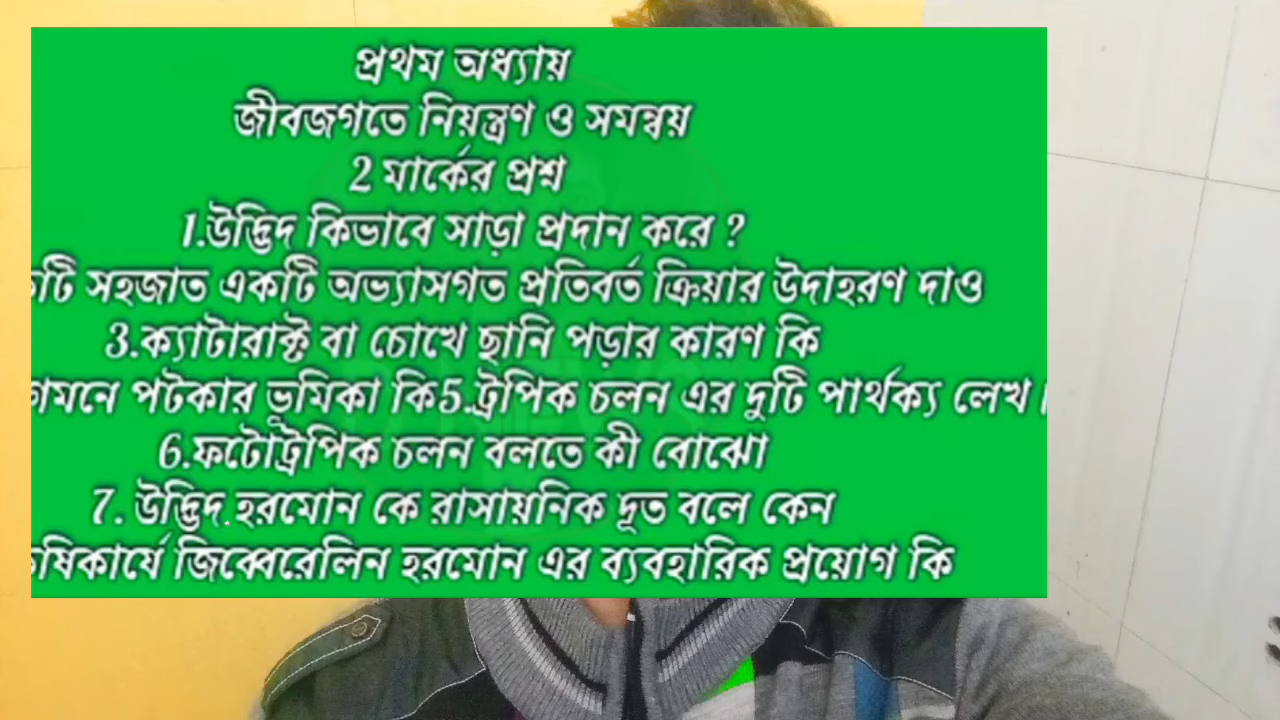 প্রথম অধ্যায়
জীবজগতে নিয়ন্ত্রণ ও সমন্বয়
2 মার্কের প্রশ্ন
1.উদ্ভিদ কিভাবে সাড়া প্রদান করে ?
সহজাত একটি অভ্যাসগত প্রতিবর্ত ক্রিয়ার উদাহরণ দাও
3.ক্যাটারাক্ট বা চোখে ছানি পড়ার কারণ কি
পটকার ভূমিকা কি5.ট্রপিক চলন এর দুটি পার্থক্য লেখ
6.ফটোট্রপিক চলন বলতে কী বোঝো
7. উদ্ভিদ হরমোন কে রাসায়নিক দূত বলে কেন
জিব্বেরেলিন হরমোন এর ব্যবহারিক প্রয়োগ কি